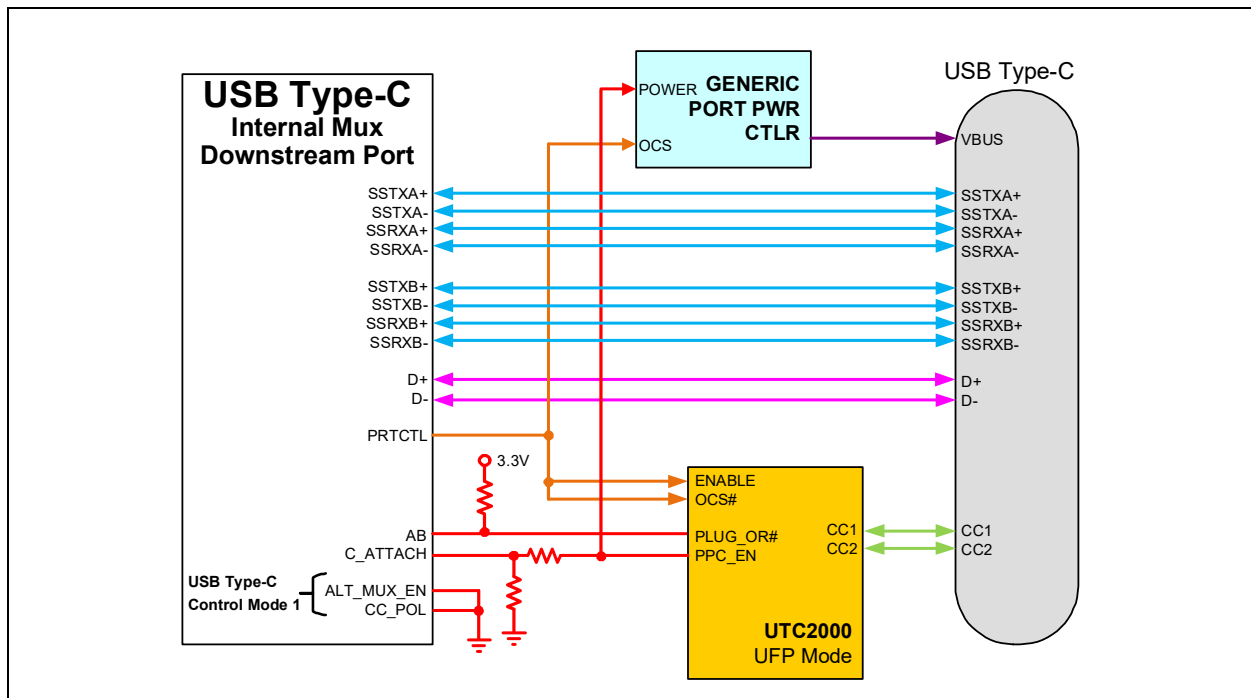 USB Type-C
Internal Mux
Downstream Port
SSTXA+
SSTXA-
SSRXA+
SSRXA-
SSTXB+
SSTXB-
SSRXB+
SSRXB-
D+
D-
PRTCTL
AB
C_ATTACH
ALT_MUX_EN
CC_POL
USB Type-C
Control Mode 1
3.3V
POWER
OCS
GENERIC
PORT PWR
CTLR
ENABLE
OCS#
PLUG_OR#
PPC_EN
CC1
CC2
UTC2000
UFP Mode
USB Type-C
VBUS
SSTXA+
SSTXA-
SSRXA+
SSRXA-
SSTXB+
SSTXB-
SSRXB+
SSRXB-
D+
D-
CC1
CC2